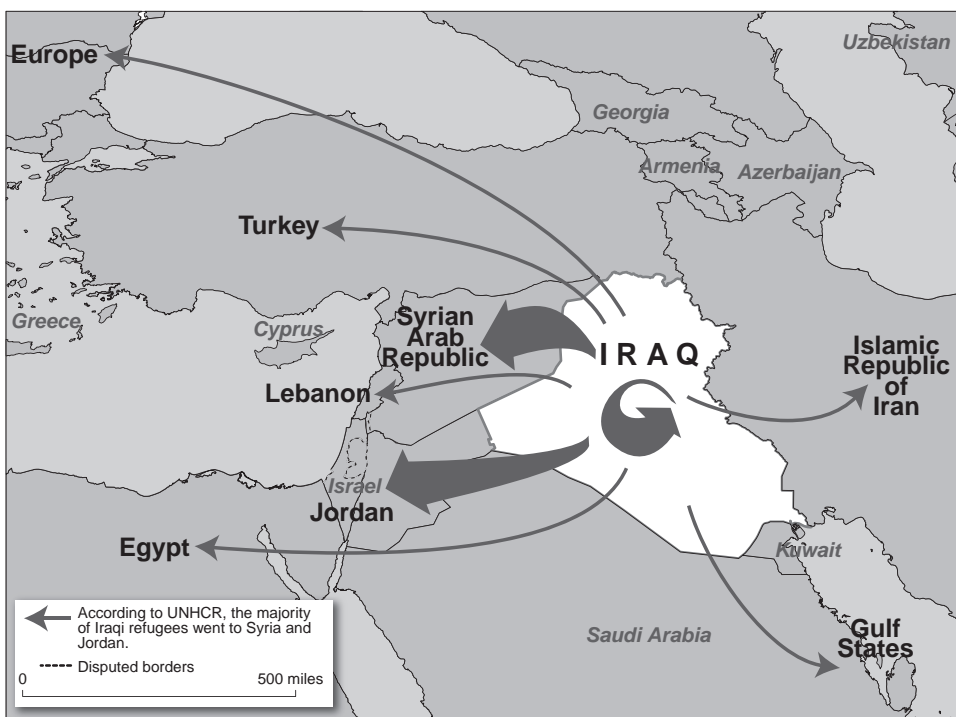 Uzbekistan
Europe
Georgia
Armenia
Azerbaijan
Turkey
Greece
Cyprus
Syrian
Arab
Republic
I R A Q
Islamic
Republic
of
Iran
Lebanon
Israel
Jordan
Egypt
Kuwait
Saudi Arabia
Gulf
States
According to UNHCR, the majority
of Iraqi refugees went to Syria and
Jordan.
Disputed borders
0 500 miles